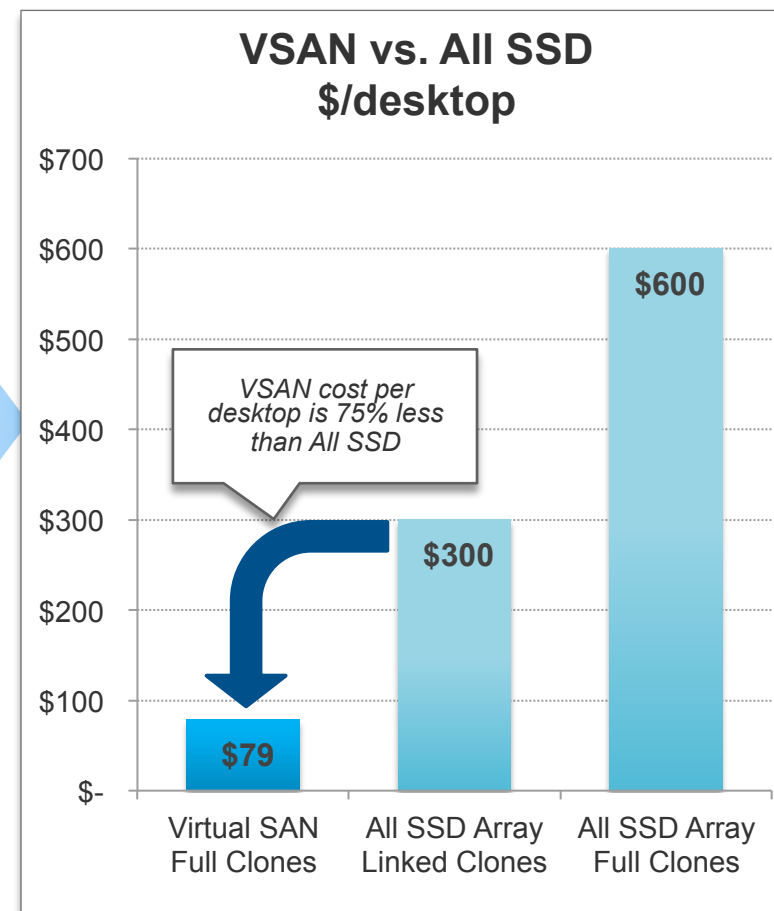 VSAN vs. All SSD
$/desktop
$700
$600
$500
$400
$300
$200
$100
$-
$600
VSAN cost per
desktop is 75% less
than All SSD
$300
$79
Virtual SAN
Full Clones
All SSD Array
Linked Clones
All SSD Array
Full Clones